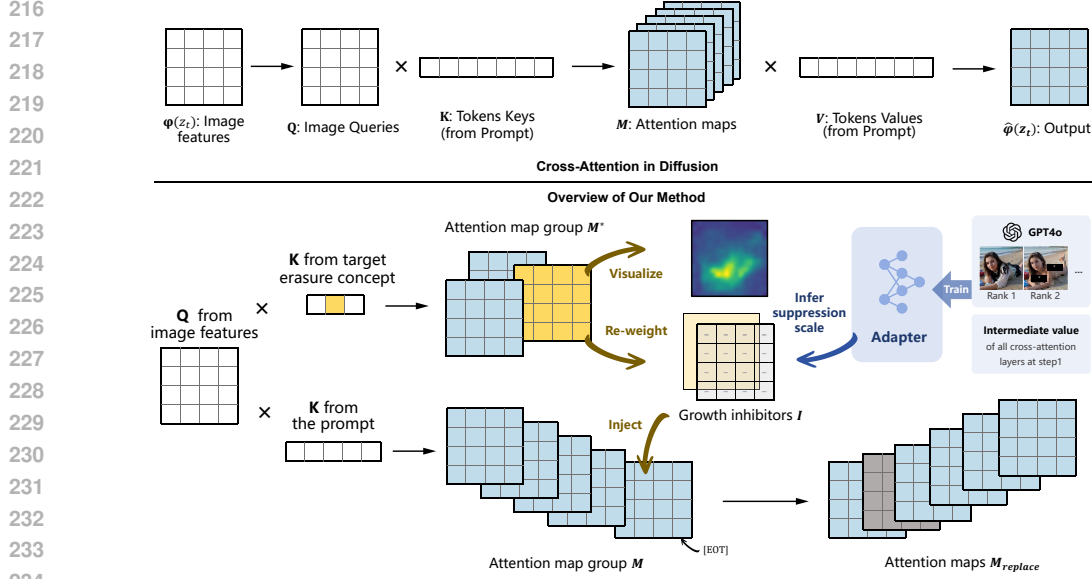 216
217
218
219
220
221
222
223
224
225
226
227
228
229
230
231
232
233
φ(z_t): Image
features
Q: Image Queries
×
K: Tokens Keys
(from Prompt)
M: Attention maps
×
V: Tokens Values
(from Prompt)
φ̂(z_t): Output
Cross-Attention in Diffusion
Overview of Our Method
Attention map group M*
K from target
erasure concept
×
Q from
image features
×
K from
the prompt
Visualize
Re-weight
Infer
suppression
scale
Adapter
Train
GPT4o
Rank 1
Rank 2
...
Intermediate value
of all cross-attention
layers at step1
Growth inhibitors I
Inject
[EOT]
Attention map group M
Attention maps M_replace